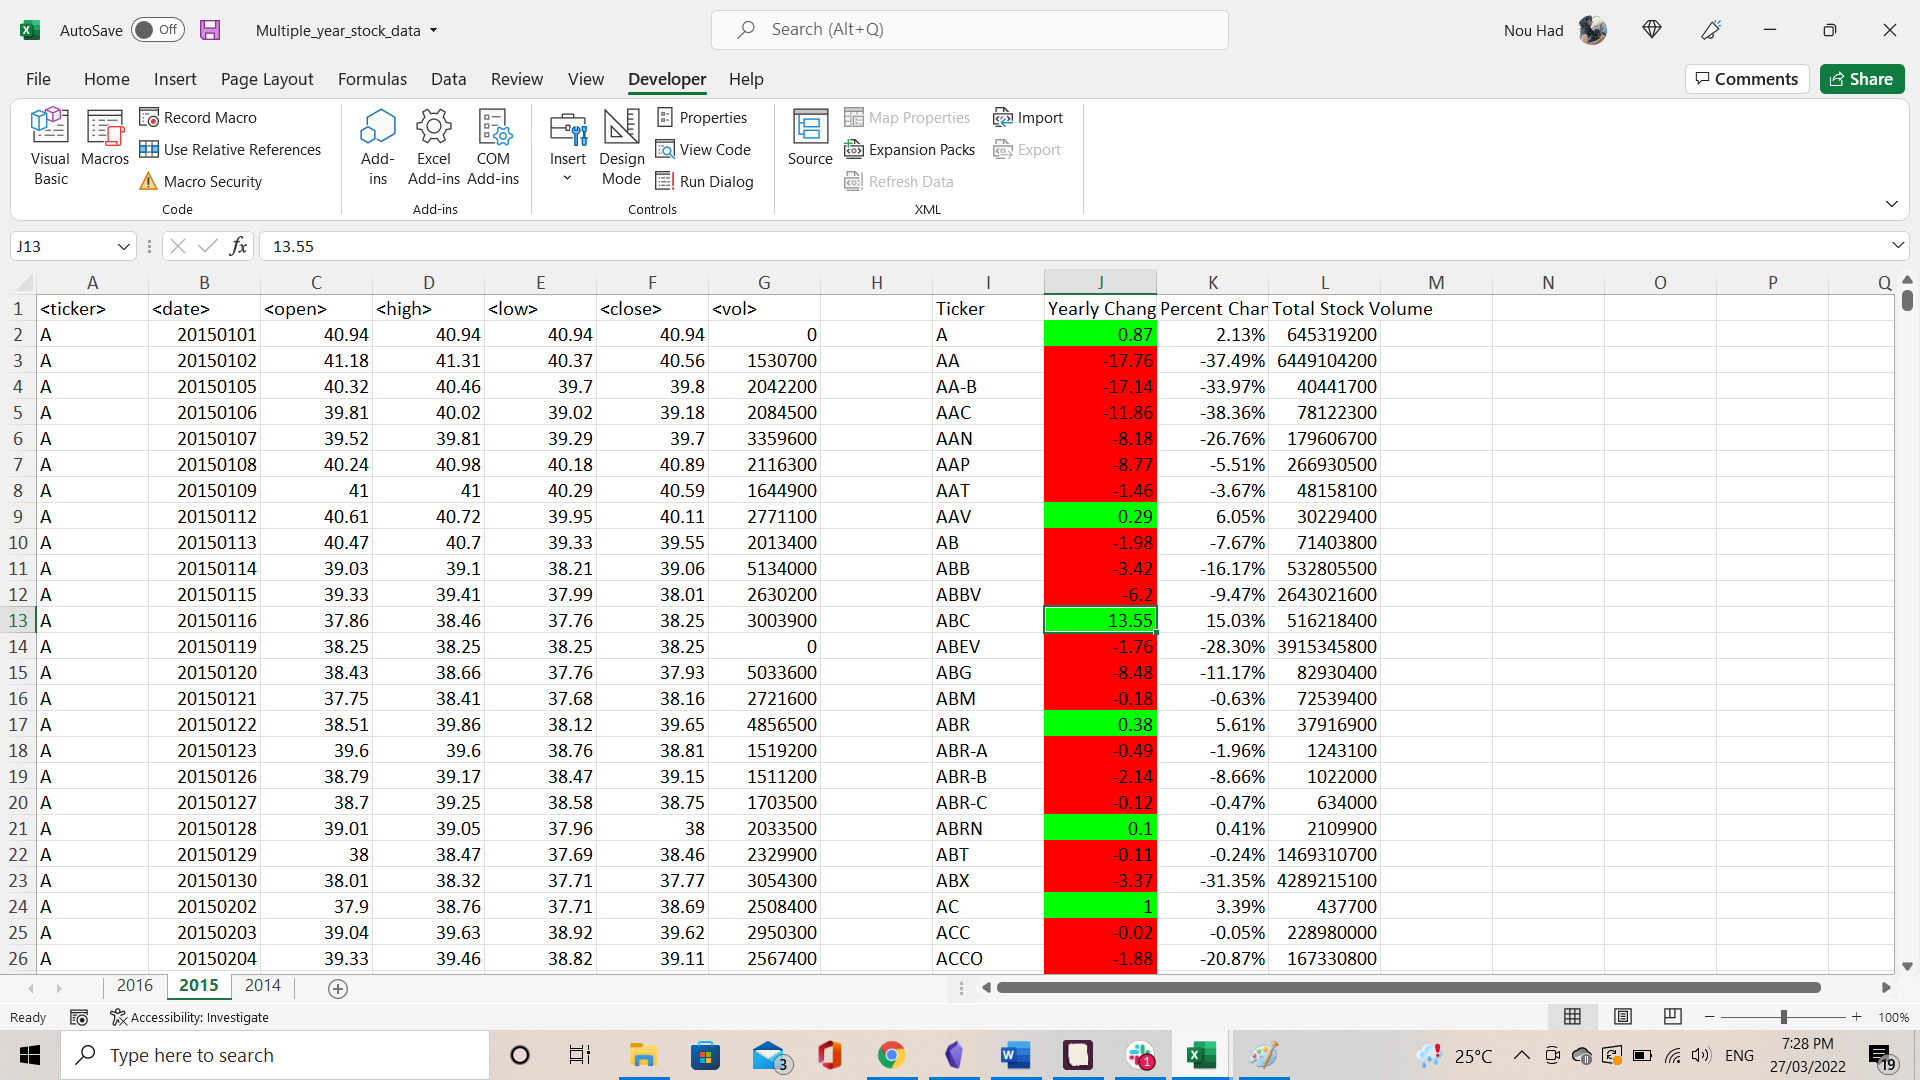 AutoSave Off Multiple_year_stock_data Search (Alt+Q) Nou Had
File Home Insert Page Layout Formulas Data Review View Developer Help Comments Share
Visual Basic Macros Record Macro Use Relative References Macro Security Code
Add-ins Excel Add-ins COM Add-ins Add-ins
Insert Design Mode Properties View Code Run Dialog Controls
Source Map Properties Expansion Packs Refresh Data Import Export XML
J13 fx 13.55
A B C D E F G H I J K L M N O P Q
1 <ticker> <date> <open> <high> <low> <close> <vol> Ticker Yearly Chang Percent Chan Total Stock Volume
2 A 20150101 40.94 40.94 40.94 40.94 0 A 0.87 2.13% 645319200
3 A 20150102 41.18 41.31 40.37 40.56 1530700 AA -17.76 -37.49% 6449104200
4 A 20150105 40.32 40.46 39.7 39.8 2042200 AA-B -17.14 -33.97% 40441700
5 A 20150106 39.81 40.02 39.02 39.18 2084500 AAC -11.86 -38.36% 78122300
6 A 20150107 39.52 39.81 39.29 39.7 3359600 AAN -8.18 -26.76% 179606700
7 A 20150108 40.24 40.98 40.18 40.89 2116300 AAP -8.77 -5.51% 266930500
8 A 20150109 41 41 40.29 40.59 1644900 AAT -1.46 -3.67% 48158100
9 A 20150112 40.61 40.72 39.95 40.11 2771100 AAV 0.29 6.05% 30229400
10 A 20150113 40.47 40.7 39.33 39.55 2013400 AB -1.98 -7.67% 71403800
11 A 20150114 39.03 39.1 38.21 39.06 5134000 ABB -3.42 -16.17% 532805500
12 A 20150115 39.33 39.41 37.99 38.01 2630200 ABBV -6.2 -9.47% 2643021600
13 A 20150116 37.86 38.46 37.76 38.25 3003900 ABC 13.55 15.03% 516218400
14 A 20150119 38.25 38.25 38.25 38.25 0 ABEV -1.76 -28.30% 3915345800
15 A 20150120 38.43 38.66 37.76 37.93 5033600 ABG -8.48 -11.17% 82930400
16 A 20150121 37.75 38.41 37.68 38.16 2721600 ABM -0.18 -0.63% 72539400
17 A 20150122 38.51 39.86 38.12 39.65 4856500 ABR 0.38 5.61% 37916900
18 A 20150123 39.6 39.6 38.76 38.81 1519200 ABR-A -0.49 -1.96% 1243100
19 A 20150126 38.79 39.17 38.47 39.15 1511200 ABR-B -2.14 -8.66% 1022000
20 A 20150127 38.7 39.25 38.58 38.75 1703500 ABR-C -0.12 -0.47% 634000
21 A 20150128 39.01 39.05 37.96 38 2033500 ABRN 0.1 0.41% 2109900
22 A 20150129 38 38.47 37.69 38.46 2329900 ABT -0.11 -0.24% 1469310700
23 A 20150130 38.01 38.32 37.71 37.77 3054300 ABX -3.37 -31.35% 4289215100
24 A 20150202 37.9 38.76 37.71 38.69 2508400 AC 1 3.39% 437700
25 A 20150203 39.04 39.63 38.92 39.62 2950300 ACC -0.02 -0.05% 228980000
26 A 20150204 39.33 39.46 38.82 39.11 2567400 ACCO -1.88 -20.87% 167330800
2016 2015 2014
Ready Accessibility: Investigate 100%
Type here to search 3 1 25°C ENG 7:28 PM
27/03/2022 19